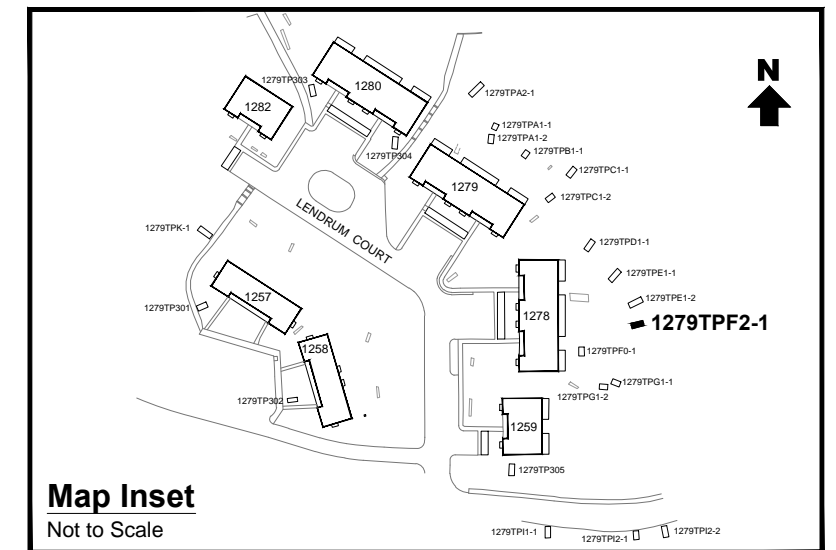 1279TP303
1280
1282
1279TPA2-1
N
1279TPA1-1
1279TPA1-2
1279TP304
1279TPB1-1
1279
1279TPC1-1
1279TPC1-2
LENDRUM COURT
1279TPK-1
1279TPD1-1
1279TPE1-1
1257
1279TPE1-2
1279TP301
1278
1279TPF2-1
1258
1279TPF0-1
1279TPG1-1
1279TPG1-2
1279TP302
1259
1279TP305
Map Inset
Not to Scale
1279TPI1-1
1279TPI2-1
1279TPI2-2